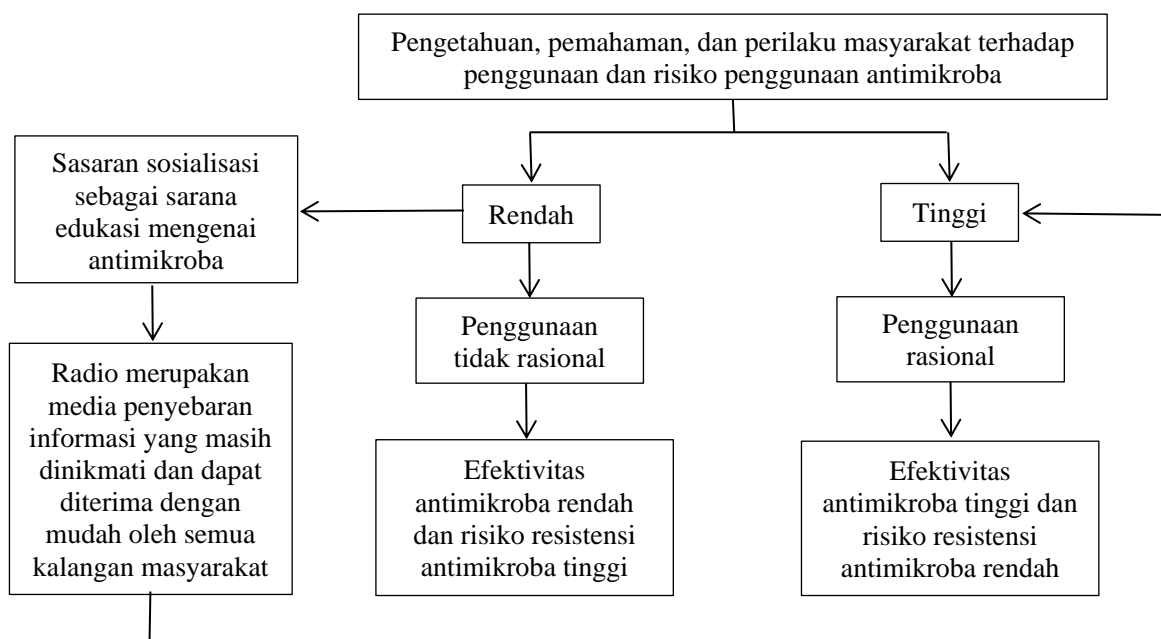 Pengetahuan, pemahaman, dan perilaku masyarakat terhadap
penggunaan dan risiko penggunaan antimikroba
Sasaran sosialisasi
sebagai sarana
edukasi mengenai
antimikroba
Rendah
Tinggi
Radio merupakan
media penyebaran
informasi yang masih
dinikmati dan dapat
diterima dengan
mudah oleh semua
kalangan masyarakat
Penggunaan
tidak rasional
Penggunaan
rasional
Efektivitas
antimikroba rendah
dan risiko resistensi
antimikroba tinggi
Efektivitas
antimikroba tinggi dan
risiko resistensi
antimikroba rendah